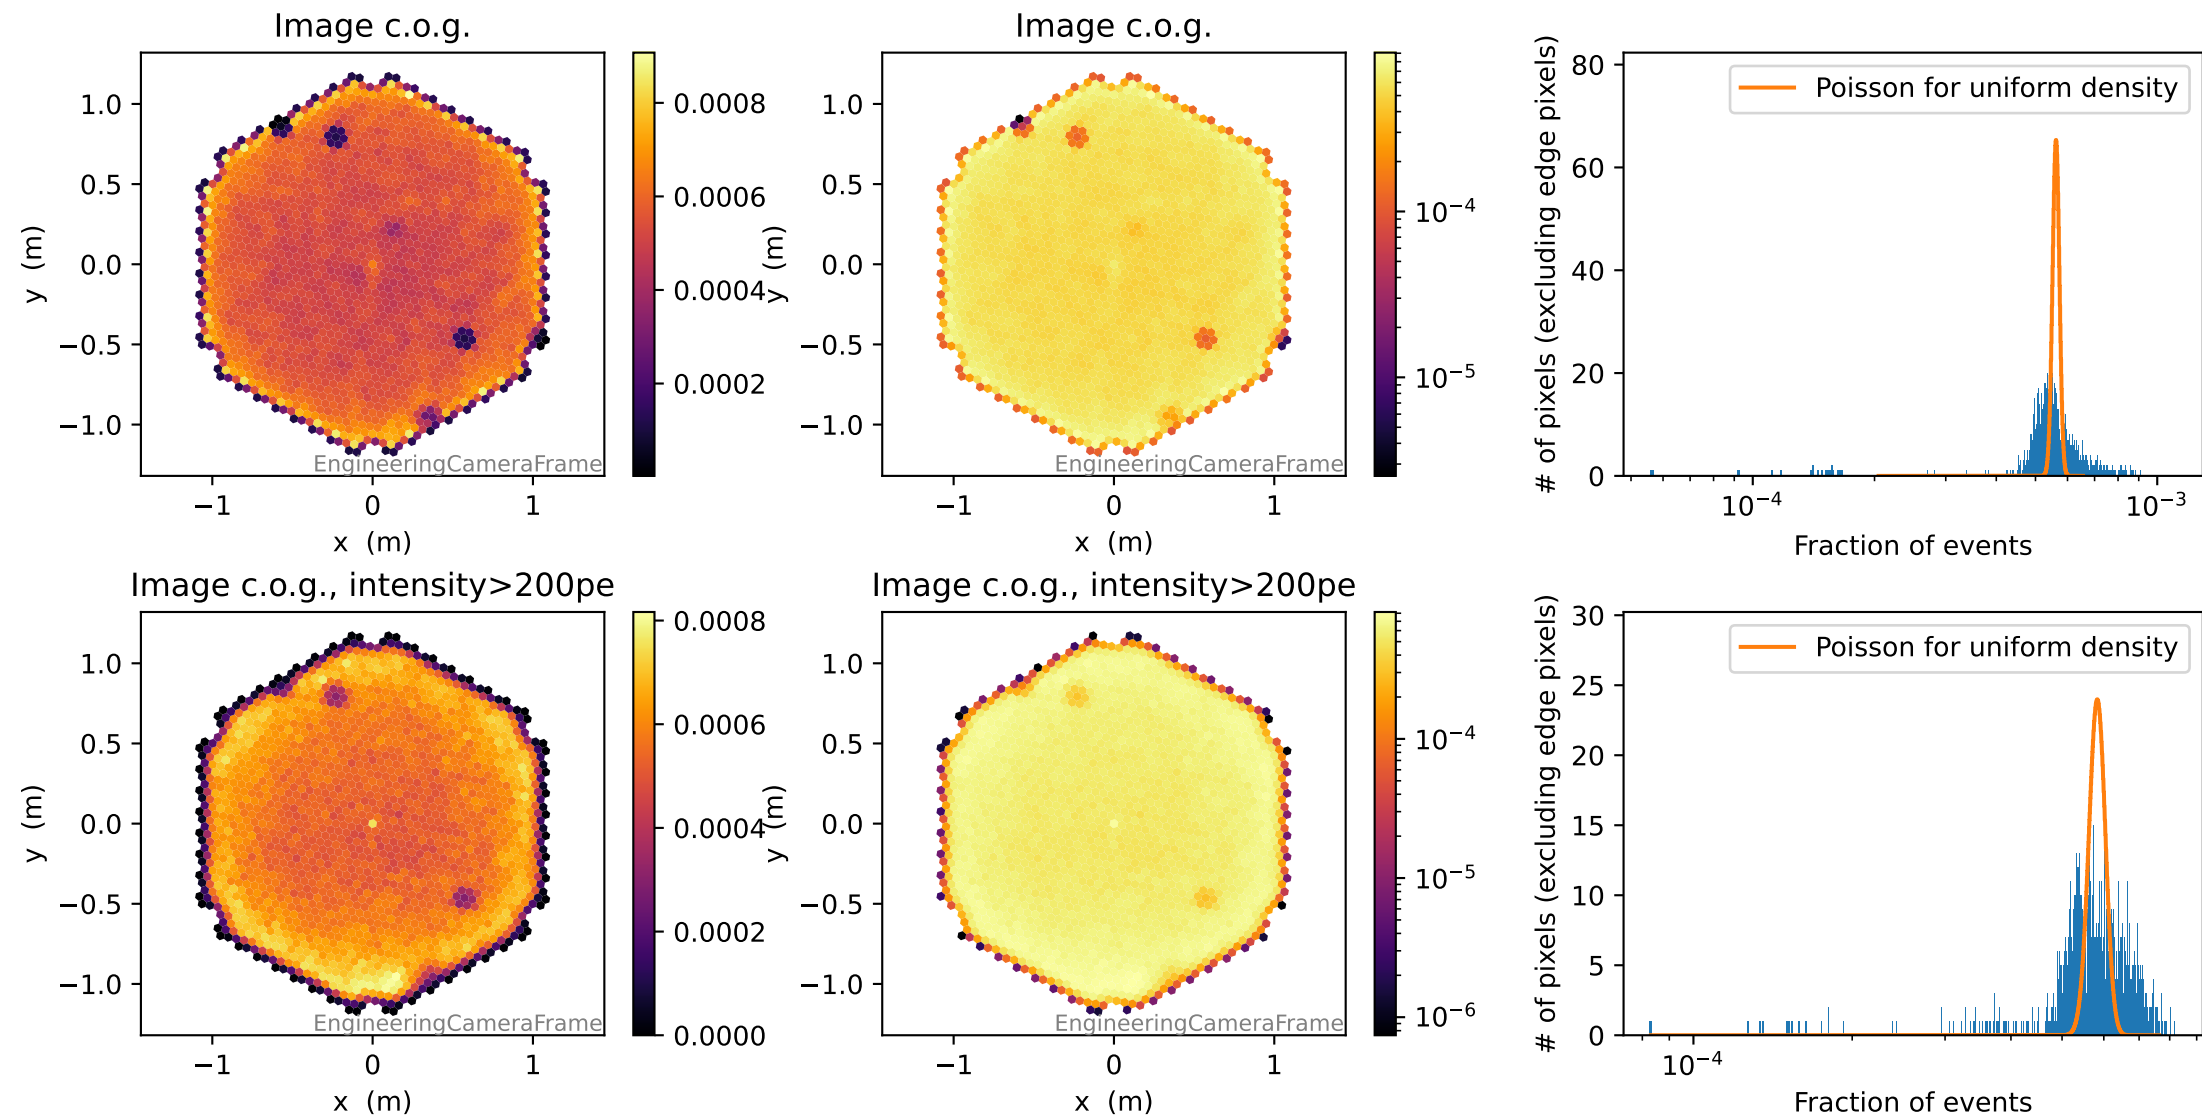 Image c.o.g.
1.0
0.5
0.0
−0.5
−1.0
y (m)
−1
0
1
x (m)
EngineeringCameraFrame
0.0008
0.0006
0.0004
0.0002
Image c.o.g.
1.0
0.5
0.0
−0.5
−1.0
y (m)
−1
0
1
x (m)
EngineeringCameraFrame
10⁻⁴
10⁻⁵
80
60
40
20
0
# of pixels (excluding edge pixels)
Poisson for uniform density
10⁻⁴
10⁻³
Fraction of events
Image c.o.g., intensity>200pe
1.0
0.5
0.0
−0.5
−1.0
y (m)
−1
0
1
x (m)
EngineeringCameraFrame
0.0008
0.0006
0.0004
0.0002
0.0000
Image c.o.g., intensity>200pe
1.0
0.5
0.0
−0.5
−1.0
y (m)
−1
0
1
x (m)
EngineeringCameraFrame
10⁻⁴
10⁻⁵
10⁻⁶
30
25
20
15
10
5
0
# of pixels (excluding edge pixels)
Poisson for uniform density
10⁻⁴
Fraction of events